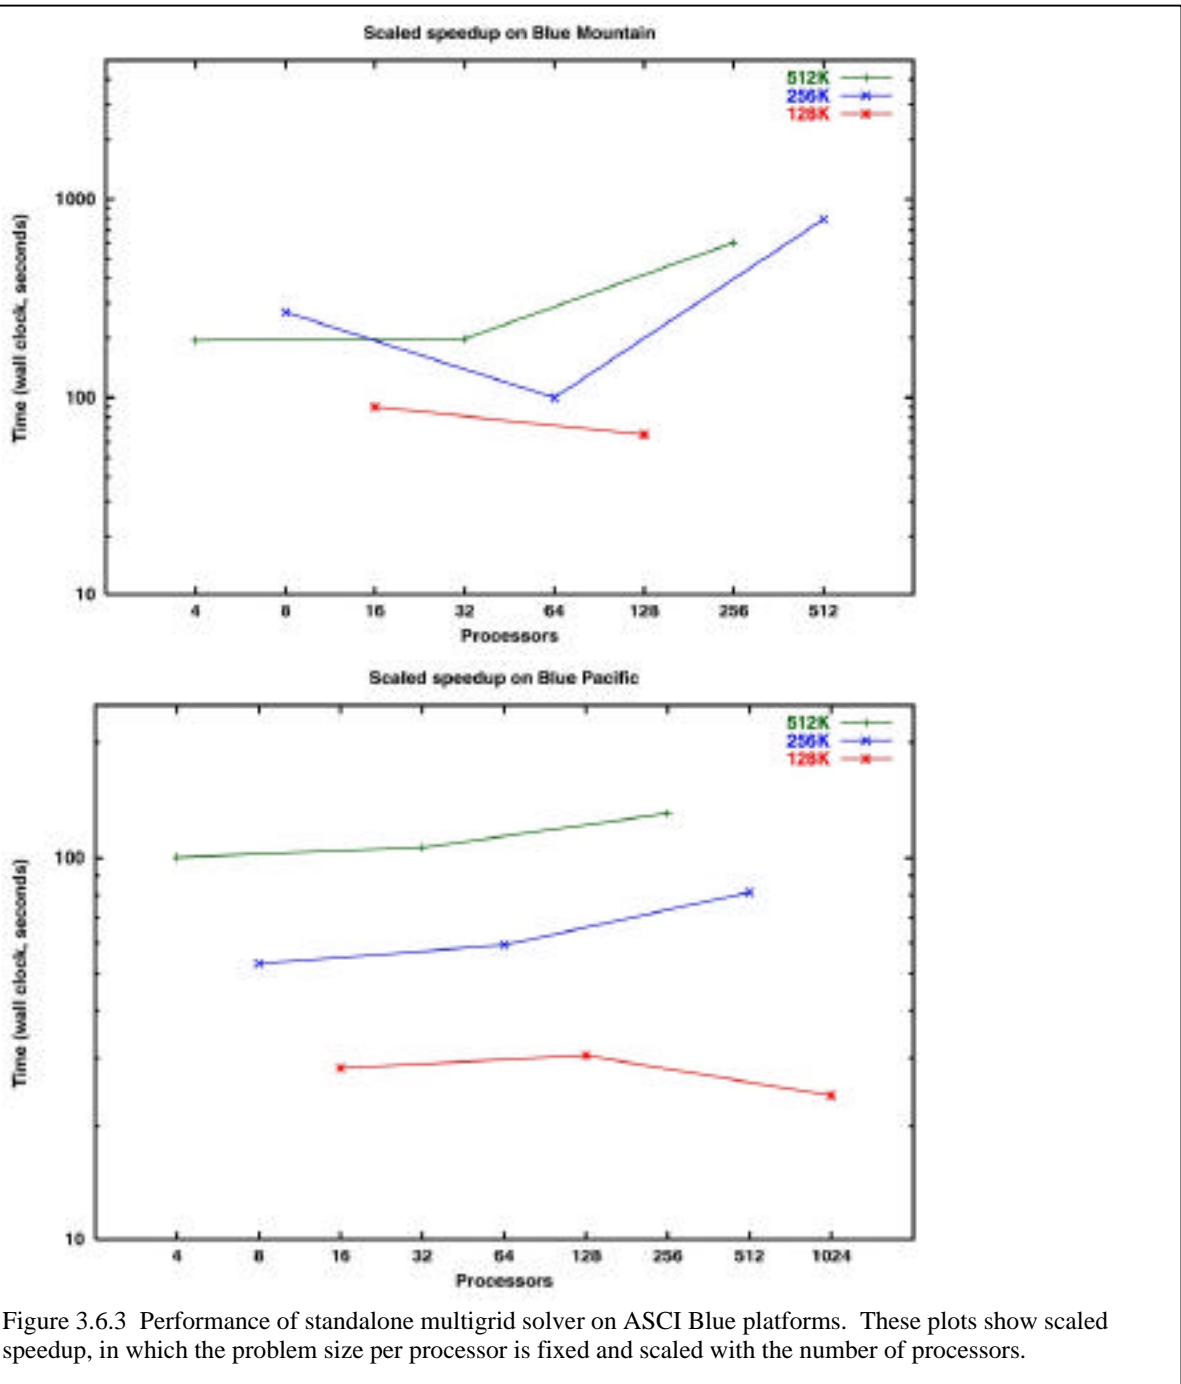 Scaled speedup on Blue Mountain
512K
256K
128K
1000
100
10
Time (wall clock, seconds)
4 8 16 32 64 128 256 512
Processors
Scaled speedup on Blue Pacific
512K
256K
128K
100
10
Time (wall clock, seconds)
4 8 16 32 64 128 256 512 1024
Processors
Figure 3.6.3 Performance of standalone multigrid solver on ASCI Blue platforms. These plots show scaled
speedup, in which the problem size per processor is fixed and scaled with the number of processors.